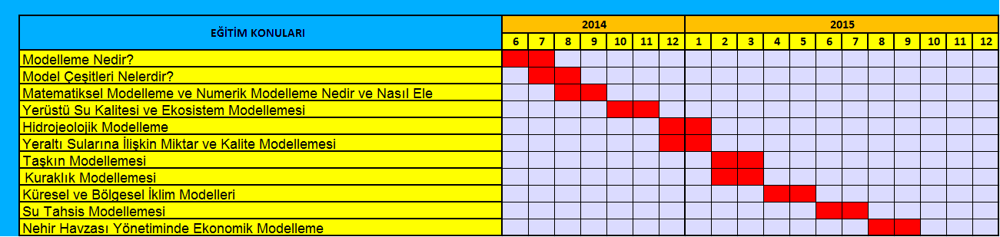 EĞİTİM KONULARI
2014 2015
6 7 8 9 10 11 12 1 2 3 4 5 6 7 8 9 10 11 12
Modelleme Nedir?
Model Çeşitleri Nelerdir?
Matematiksel Modelleme ve Numerik Modelleme Nedir ve Nasıl Ele
Yerüstü Su Kalitesi ve Ekosistem Modellemesi
Hidrojeolojik Modelleme
Yeraltı Sularına İlişkin Miktar ve Kalite Modellemesi
Taşkın Modellemesi
Kuraklık Modellemesi
Küresel ve Bölgesel İklim Modelleri
Su Tahsis Modellemesi
Nehir Havzası Yönetiminde Ekonomik Modelleme